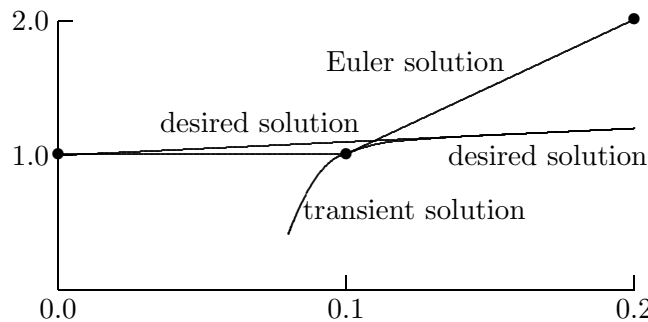 2.0
Euler solution
desired solution
1.0
desired solution
transient solution
0.0 0.1 0.2